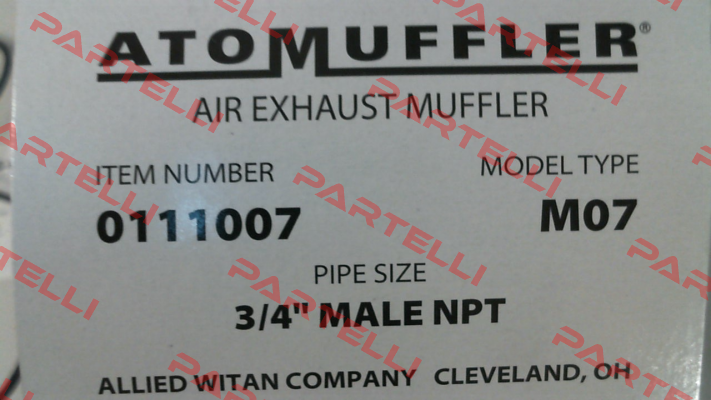 ATOMUFFLER®
AIR EXHAUST MUFFLER
ITEM NUMBER MODEL TYPE
0111007 M07
PIPE SIZE
3/4" MALE NPT
ALLIED WITAN COMPANY CLEVELAND, OH
PARTELLI
PARTELLI
PARTELLI
PARTELLI
PARTELLI
PARTELLI
PARTELLI
PARTELLI